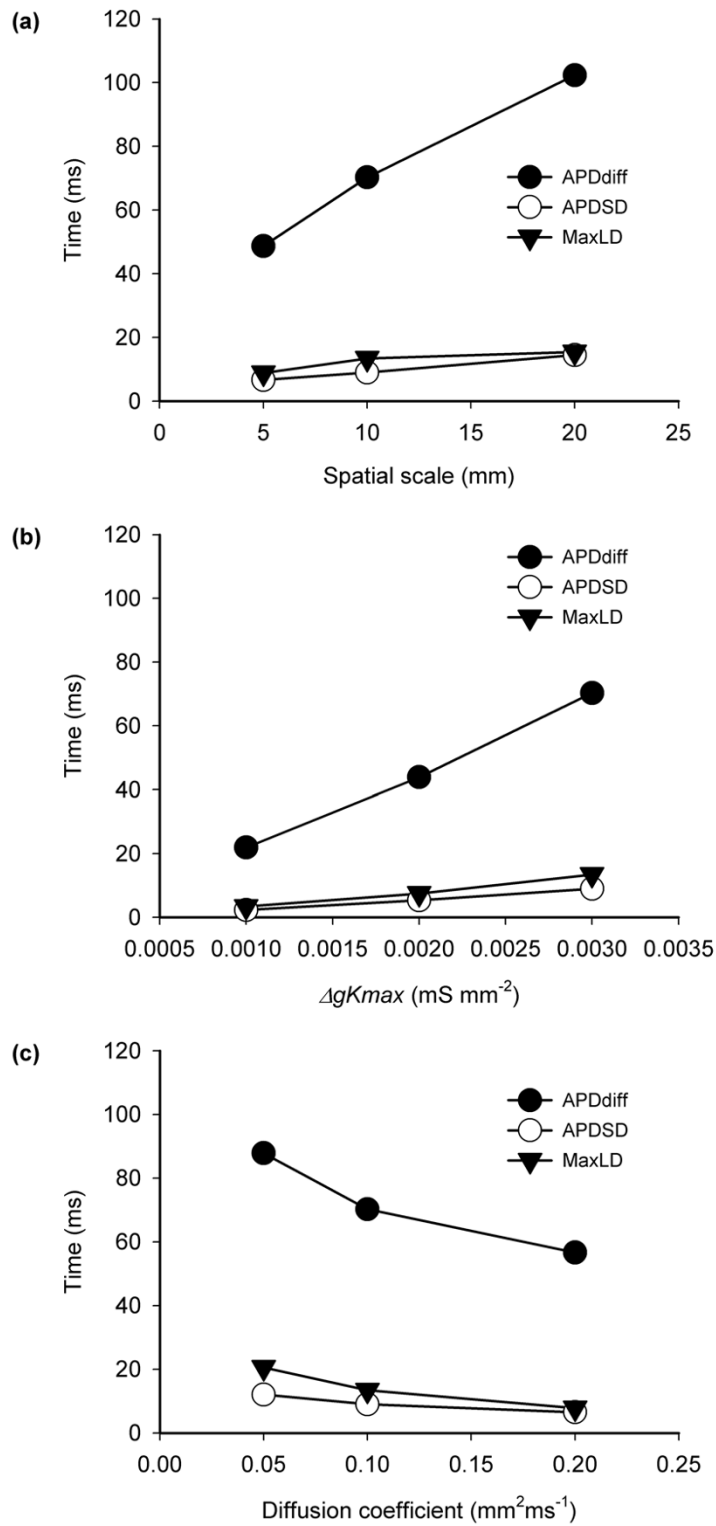 (a)
120
100
80
60
40
20
0
Time (ms)
APDdiff
APDSD
MaxLD
0 5 10 15 20 25
Spatial scale (mm)
(b)
120
100
80
60
40
20
0
Time (ms)
APDdiff
APDSD
MaxLD
0.0005 0.0010 0.0015 0.0020 0.0025 0.0030 0.0035
ΔgKmax (mS mm⁻²)
(c)
120
100
80
60
40
20
0
Time (ms)
APDdiff
APDSD
MaxLD
0.00 0.05 0.10 0.15 0.20 0.25
Diffusion coefficient (mm²ms⁻¹)